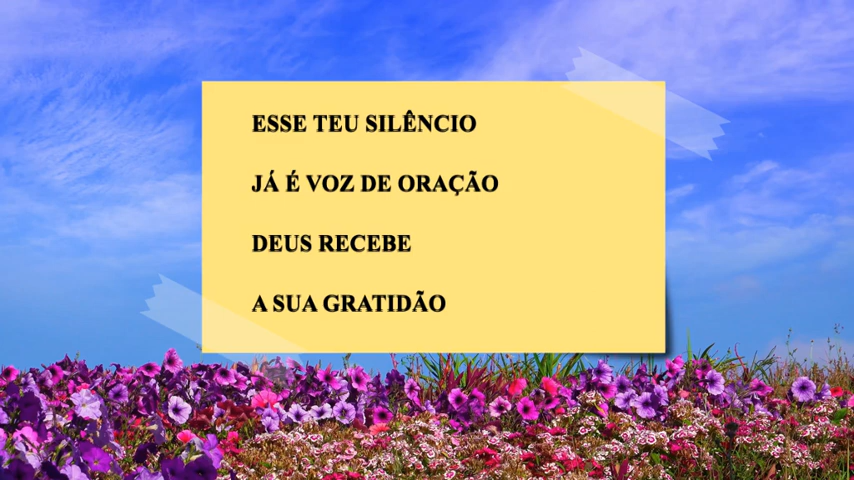 ESSE TEU SILÊNCIO
JÁ É VOZ DE ORAÇÃO
DEUS RECEBE
A SUA GRATIDÃO